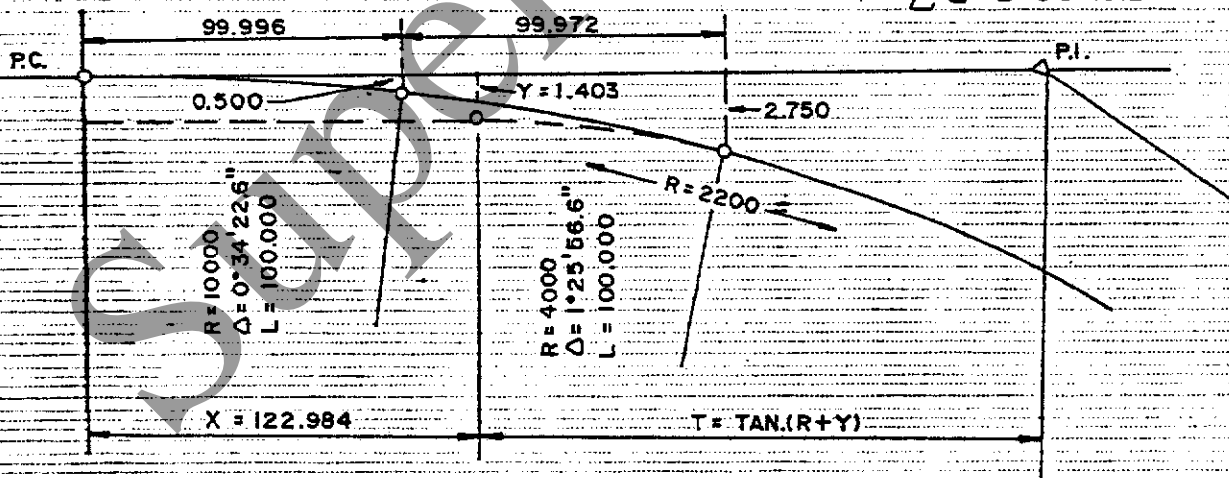 99.996
99.972
P.C.
P.I.
0.500
Y = 1.403
2.750
R = 2200
R = 10000
Δ = 0°34'22.6"
L = 100.000
R = 4000
Δ = 1°25'56.6"
L = 100.000
X = 122.984
T = TAN.(R+Y)
Super